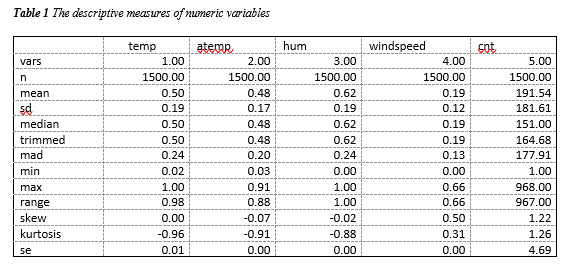 Table 1 The descriptive measures of numeric variables
temp atemp hum windspeed cnt
vars 1.00 2.00 3.00 4.00 5.00
n 1500.00 1500.00 1500.00 1500.00 1500.00
mean 0.50 0.48 0.62 0.19 191.54
sd 0.19 0.17 0.19 0.12 181.61
median 0.50 0.48 0.62 0.19 151.00
trimmed 0.50 0.48 0.62 0.19 164.68
mad 0.24 0.20 0.24 0.13 177.91
min 0.02 0.03 0.00 0.00 1.00
max 1.00 0.91 1.00 0.66 968.00
range 0.98 0.88 1.00 0.66 967.00
skew 0.00 -0.07 -0.02 0.50 1.22
kurtosis -0.96 -0.91 -0.88 0.31 1.26
se 0.01 0.00 0.00 0.00 4.69